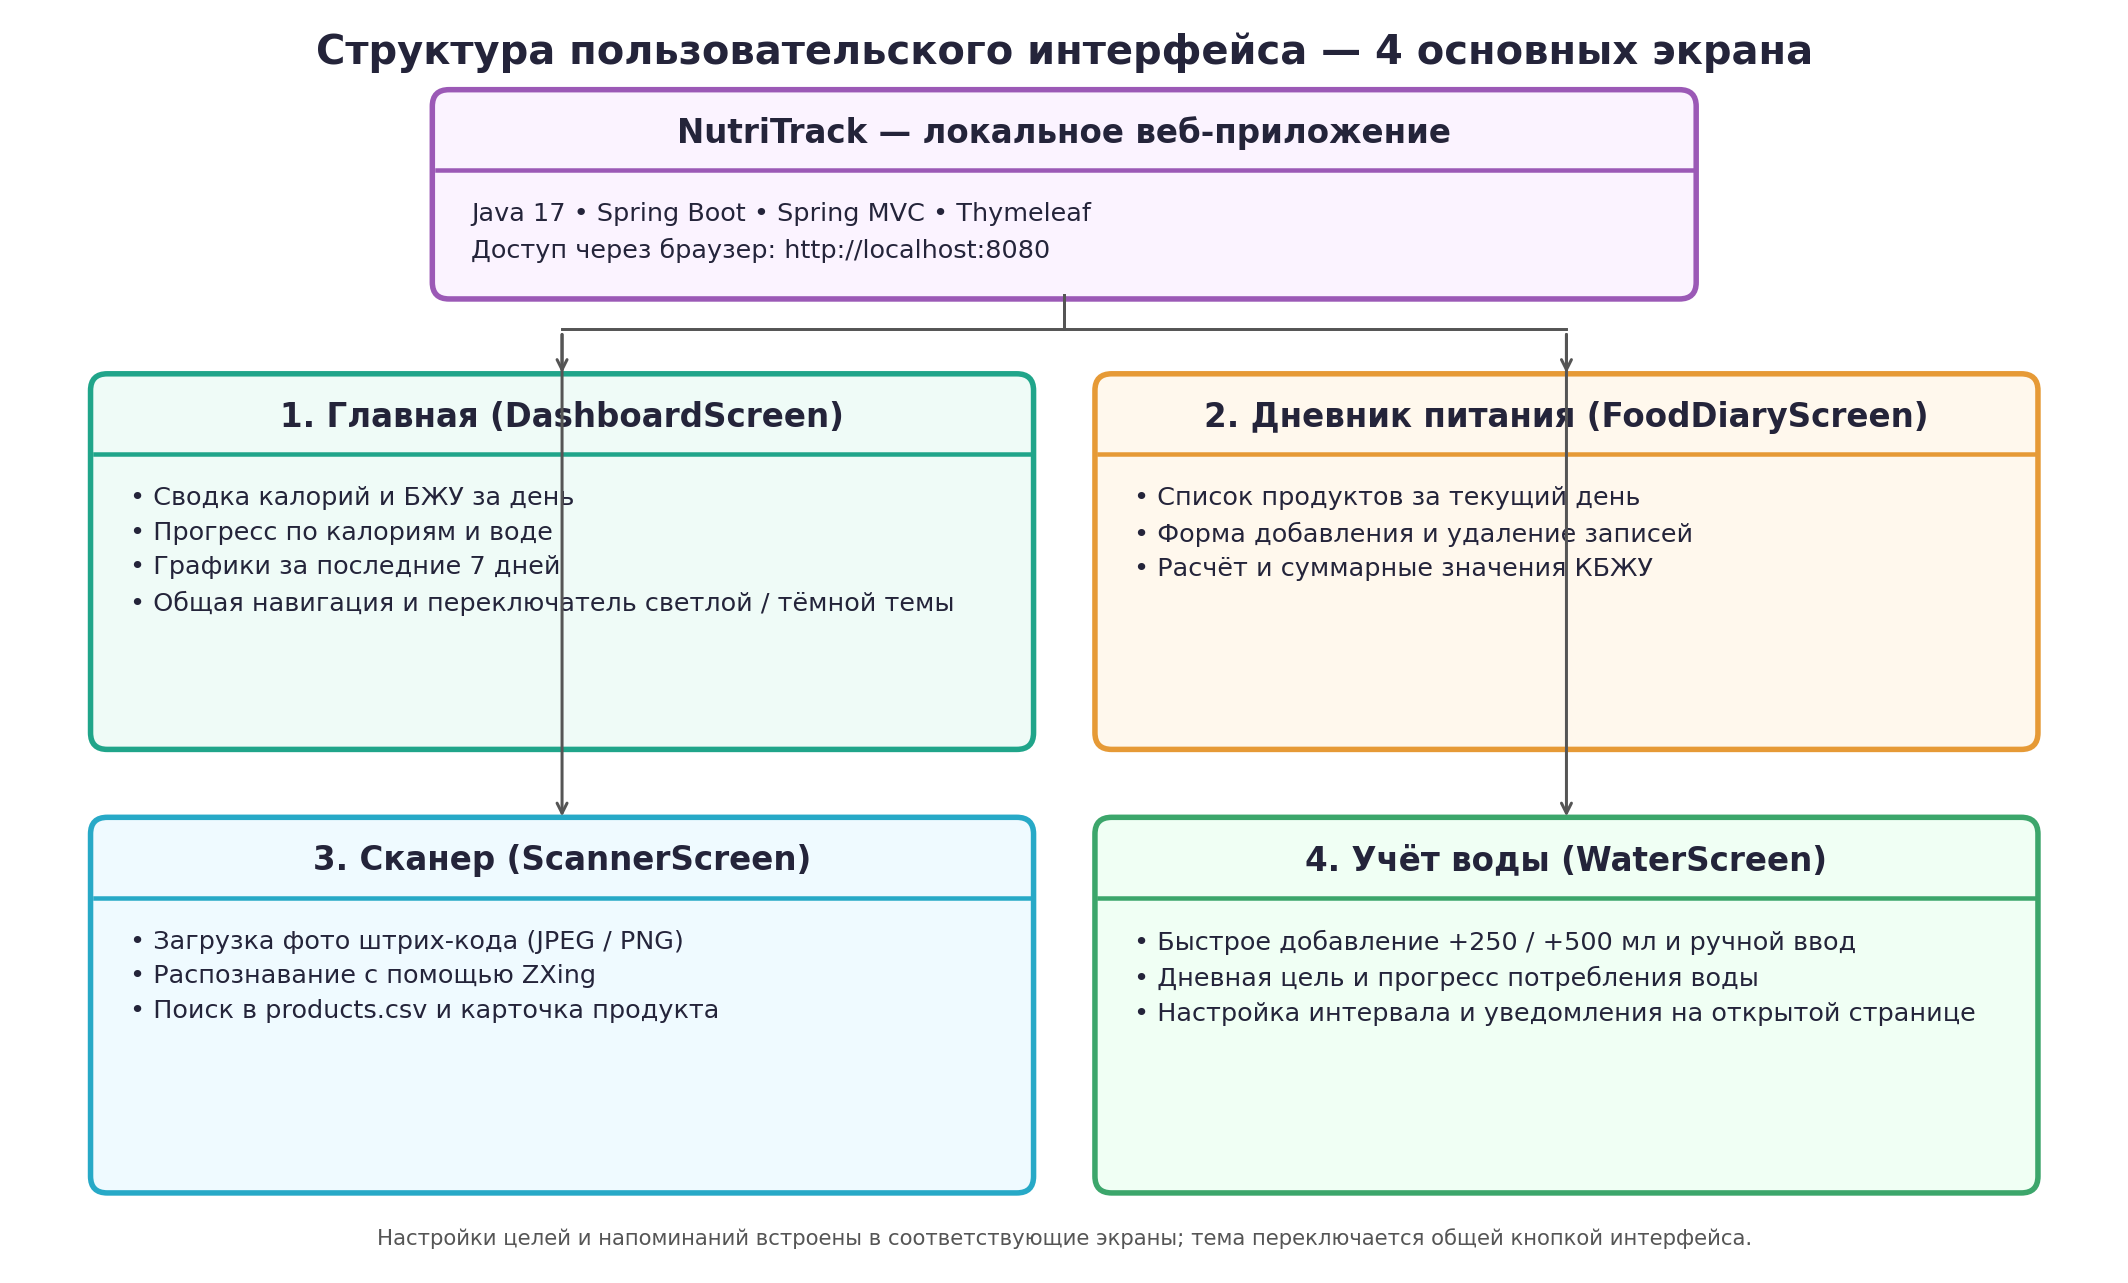 Структура пользовательского интерфейса — 4 основных экрана
NutriTrack — локальное веб-приложение
Java 17 • Spring Boot • Spring MVC • Thymeleaf
Доступ через браузер: http://localhost:8080
1. Главная (DashboardScreen)
• Сводка калорий и БЖУ за день
• Прогресс по калориям и воде
• Графики за последние 7 дней
• Общая навигация и переключатель светлой / тёмной темы
2. Дневник питания (FoodDiaryScreen)
• Список продуктов за текущий день
• Форма добавления и удаление записей
• Расчёт и суммарные значения КБЖУ
3. Сканер (ScannerScreen)
• Загрузка фото штрих-кода (JPEG / PNG)
• Распознавание с помощью ZXing
• Поиск в products.csv и карточка продукта
4. Учёт воды (WaterScreen)
• Быстрое добавление +250 / +500 мл и ручной ввод
• Дневная цель и прогресс потребления воды
• Настройка интервала и уведомления на открытой странице
Настройки целей и напоминаний встроены в соответствующие экраны; тема переключается общей кнопкой интерфейса.